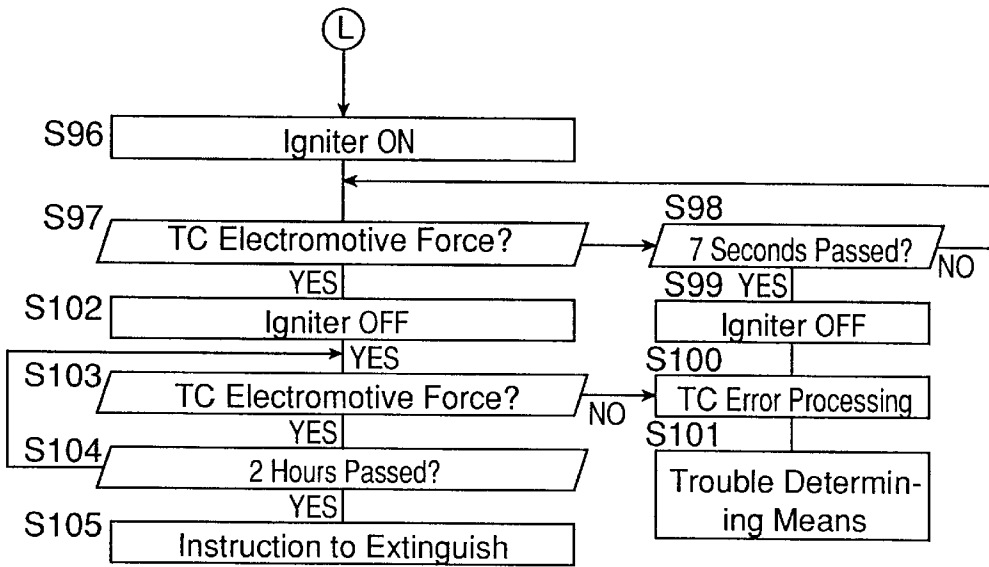 L
S96
Igniter ON
S97
TC Electromotive Force?
S98
7 Seconds Passed?
NO
YES
S99 YES
S102
Igniter OFF
Igniter OFF
YES
S100
S103
TC Electromotive Force?
NO
TC Error Processing
YES
S101
S104
2 Hours Passed?
Trouble Determin-
ing Means
YES
S105
Instruction to Extinguish